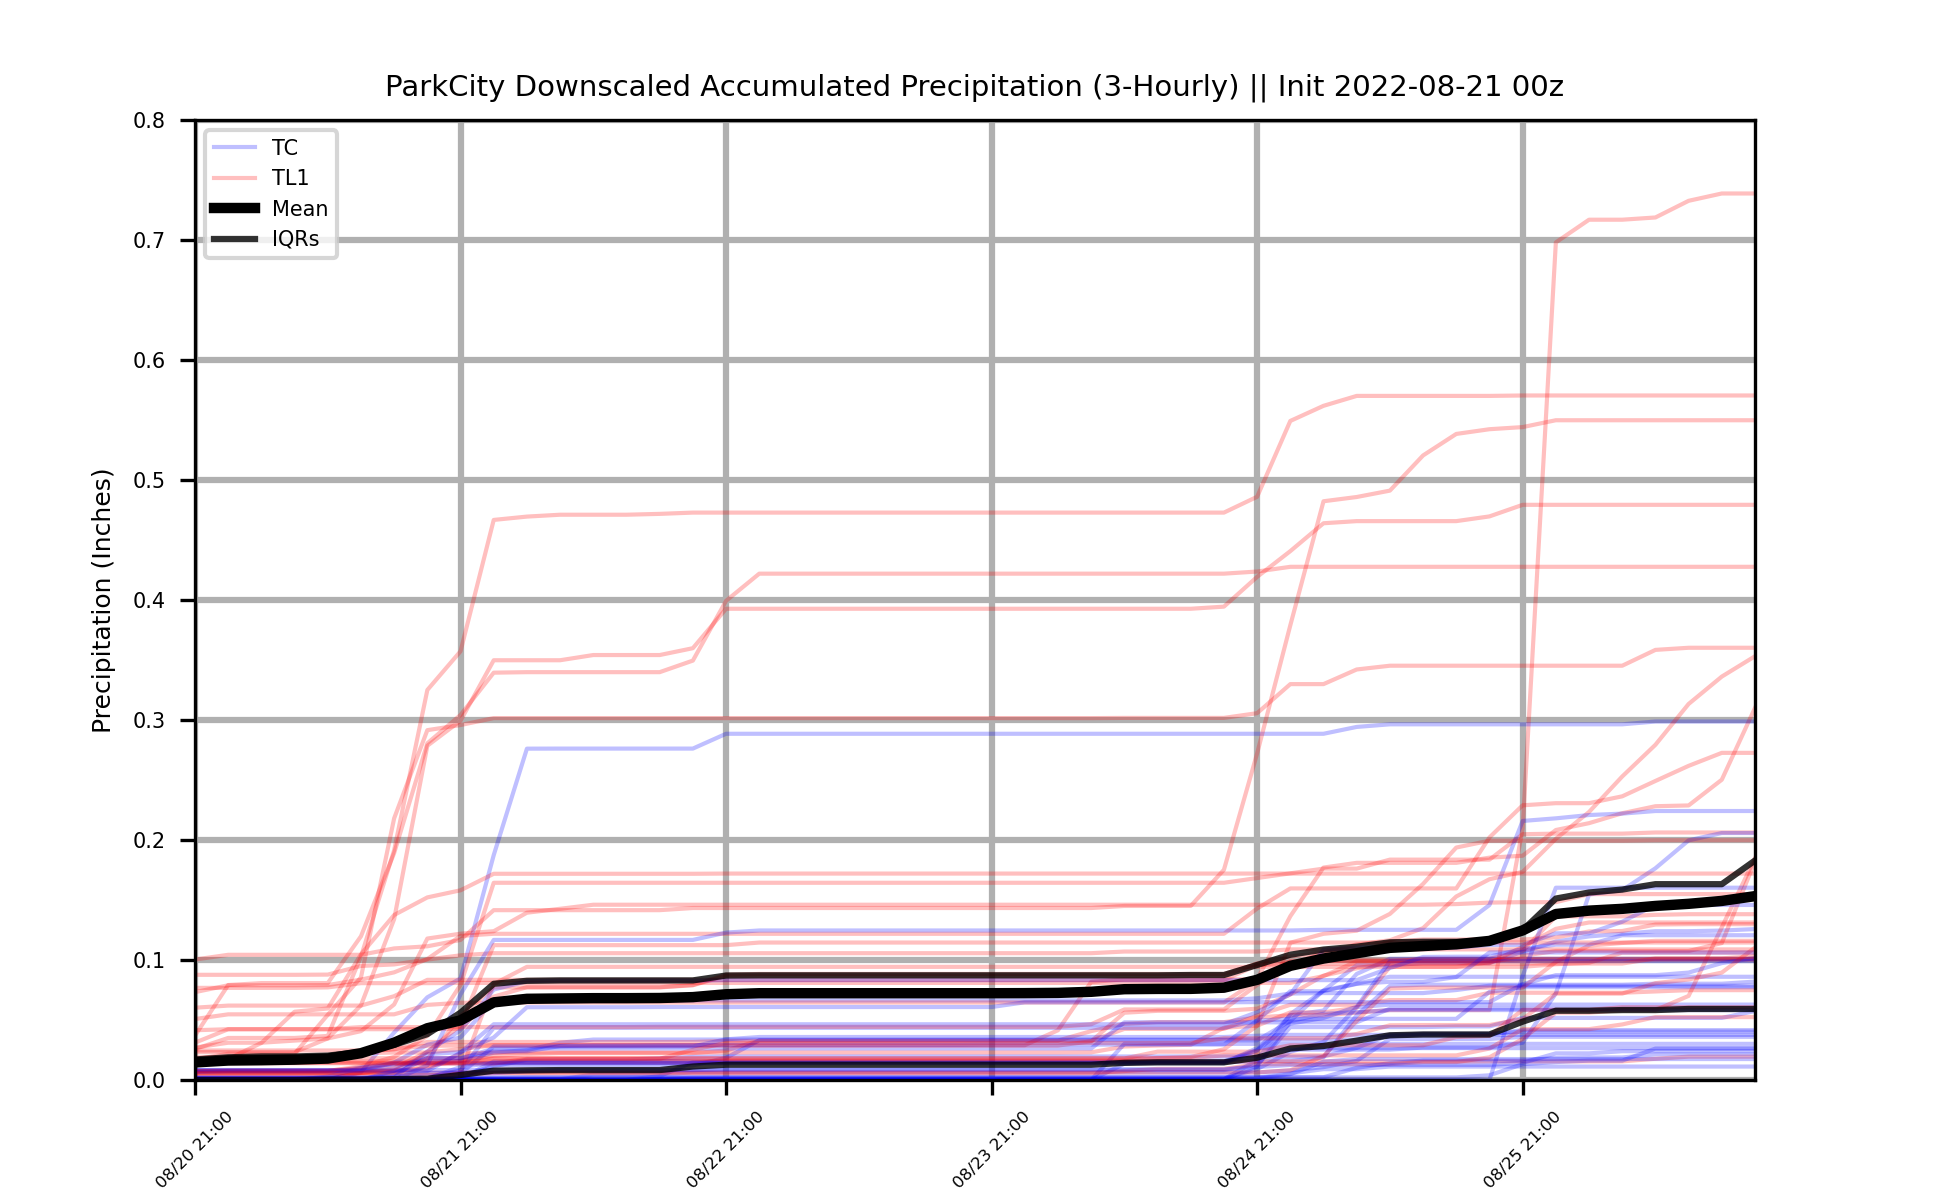 ParkCity Downscaled Accumulated Precipitation (3-Hourly) || Init 2022-08-21 00z
TC
TL1
Mean
IQRs
Precipitation (Inches)
0.8
0.7
0.6
0.5
0.4
0.3
0.2
0.1
0.0
08/20 21:00
08/21 21:00
08/22 21:00
08/23 21:00
08/24 21:00
08/25 21:00